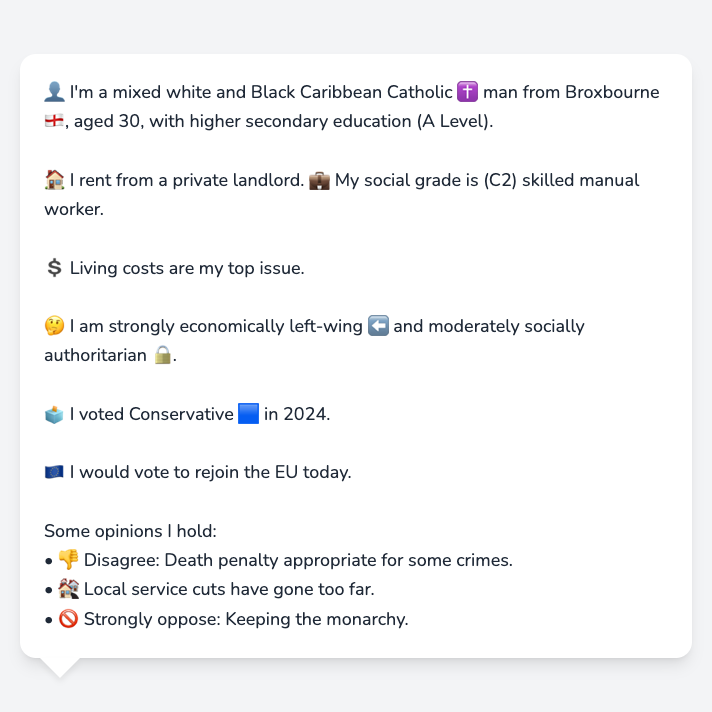 👤 I'm a mixed white and Black Caribbean Catholic ✝️ man from Broxbourne
🏴󠁧󠁢󠁥󠁮󠁧󠁿, aged 30, with higher secondary education (A Level).
🏠 I rent from a private landlord. 💼 My social grade is (C2) skilled manual
worker.
💲 Living costs are my top issue.
🤔 I am strongly economically left-wing ⬅️ and moderately socially
authoritarian 🔒.
🗳️ I voted Conservative 🟦 in 2024.
🇪🇺 I would vote to rejoin the EU today.
Some opinions I hold:
• 👎 Disagree: Death penalty appropriate for some crimes.
• 🏚️ Local service cuts have gone too far.
• 🚫 Strongly oppose: Keeping the monarchy.